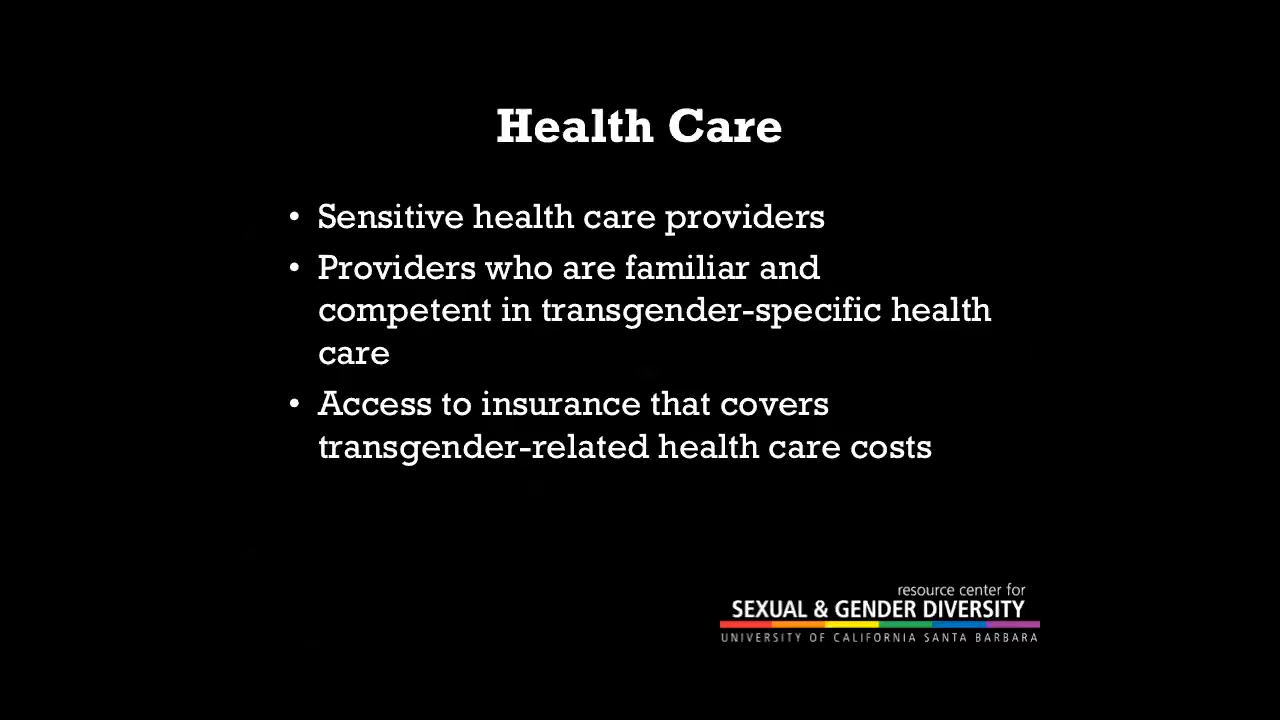 Health Care
• Sensitive health care providers
• Providers who are familiar and
competent in transgender-specific health
care
• Access to insurance that covers
transgender-related health care costs
resource center for
SEXUAL & GENDER DIVERSITY
UNIVERSITY OF CALIFORNIA SANTA BARBARA